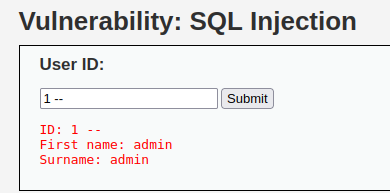 Vulnerability: SQL Injection
User ID:
1 -- Submit
ID: 1 --
First name: admin
Surname: admin